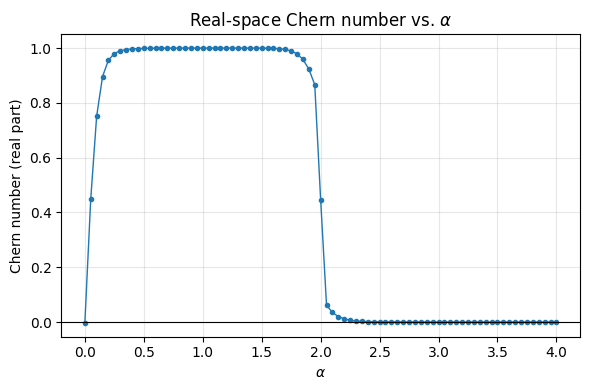 Real-space Chern number vs. α
1.0
0.8
0.6
0.4
0.2
0.0
Chern number (real part)
0.0 0.5 1.0 1.5 2.0 2.5 3.0 3.5 4.0
α